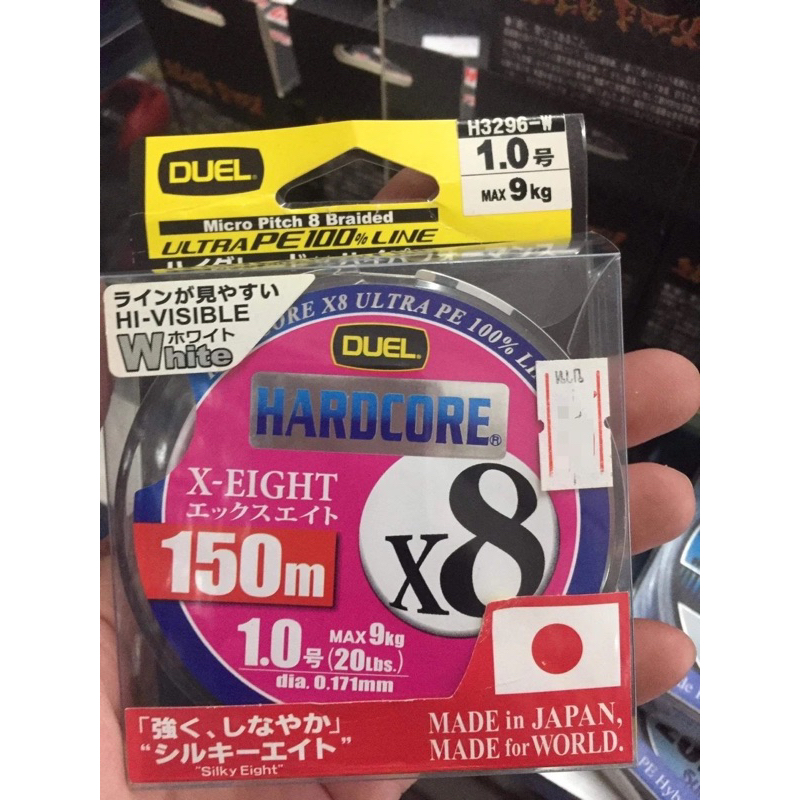 H3296-W
1.0号
MAX 9kg
DUEL
Micro Pitch 8 Braided
ULTRA PE 100% LINE
ラインが見やすい
HI-VISIBLE
ホワイト
White
ORE X8 ULTRA PE 100% LI
DUEL
HARDCORE®
X-EIGHT
エックスエイト
x8
150m
1.0号
MAX 9kg
(20Lbs.)
dia. 0.171mm
「強く、しなやか」
“シルキーエイト”
"Silky Eight"
MADE in JAPAN,
MADE for WORLD.